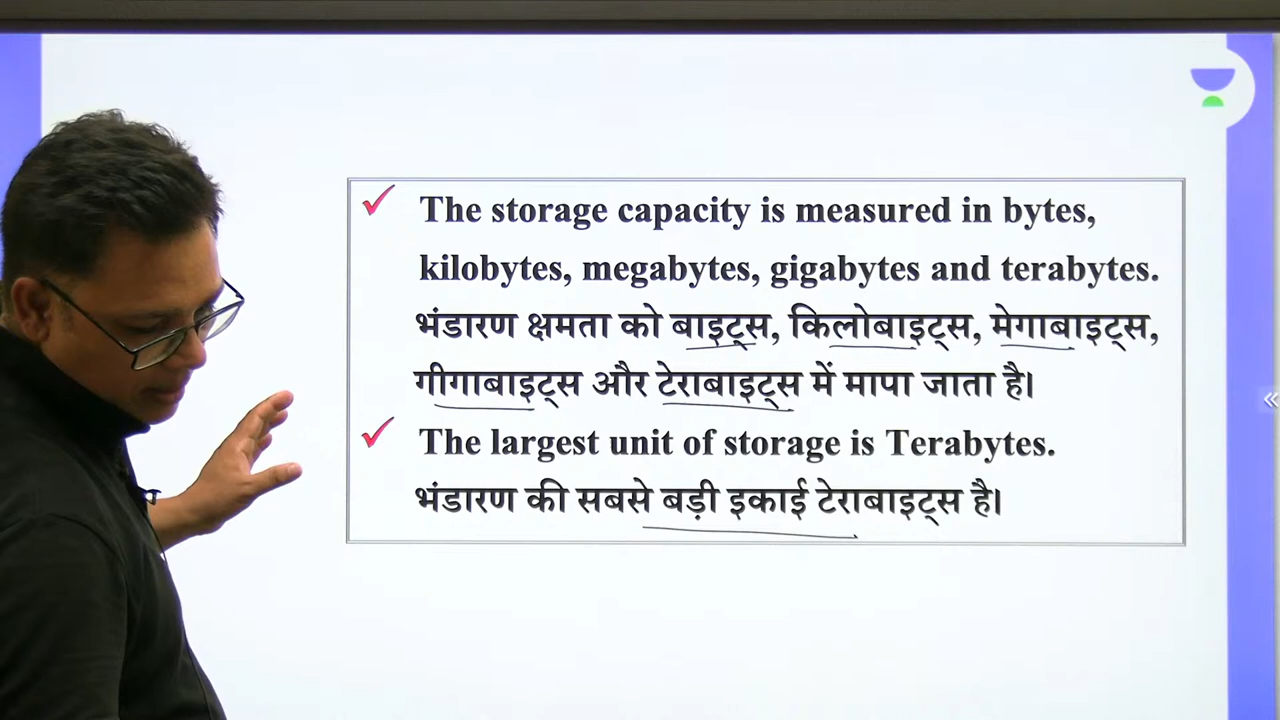 The storage capacity is measured in bytes,
kilobytes, megabytes, gigabytes and terabytes.
भंडारण क्षमता को बाइट्स, किलोबाइट्स, मेगाबाइट्स,
गीगाबाइट्स और टेराबाइट्स में मापा जाता है।
The largest unit of storage is Terabytes.
भंडारण की सबसे बड़ी इकाई टेराबाइट्स है।